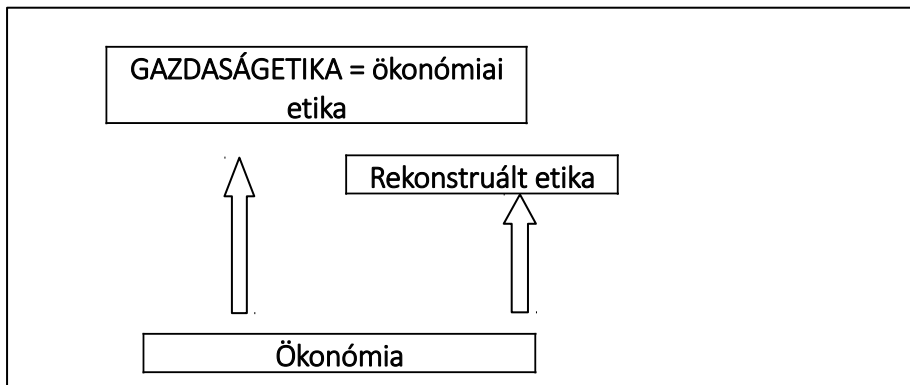 GAZDASÁGETIKA = ökonómiai
etika
Rekonstruált etika
Ökonómia